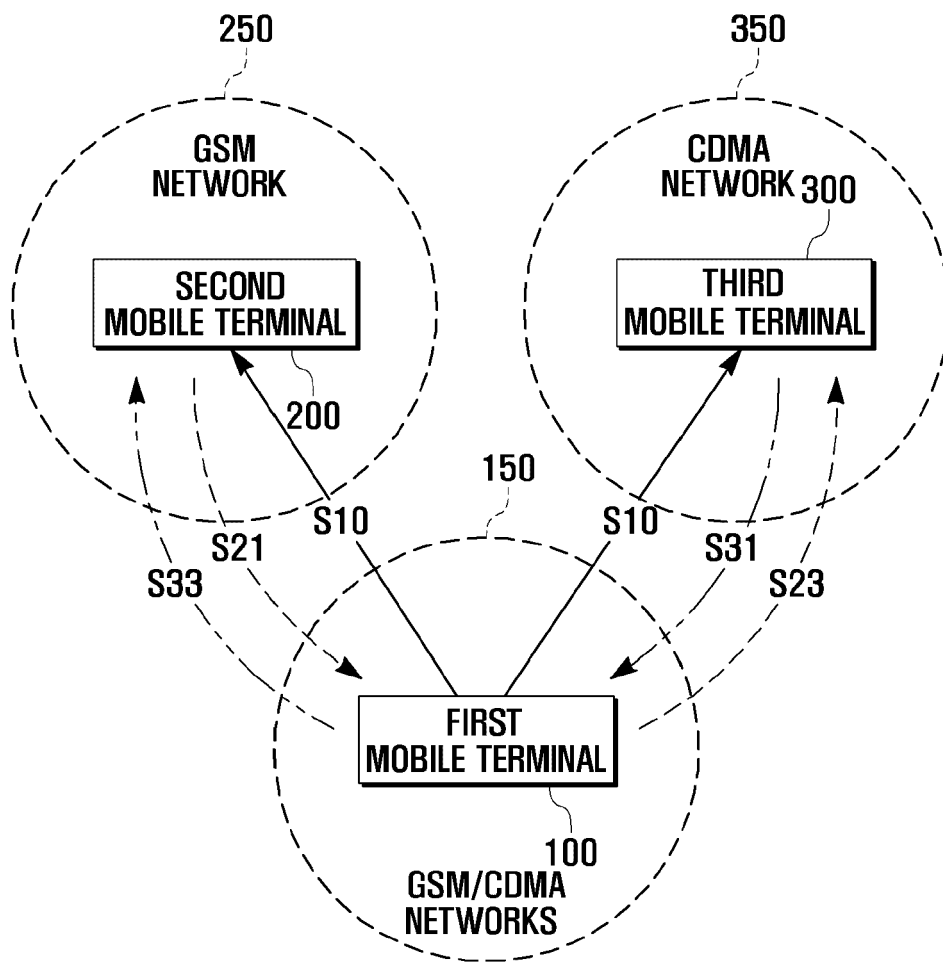 250
350
GSM
NETWORK
CDMA
NETWORK
300
SECOND
MOBILE TERMINAL
THIRD
MOBILE TERMINAL
200
150
S10
S10
S21
S31
S33
S23
FIRST
MOBILE TERMINAL
100
GSM/CDMA
NETWORKS